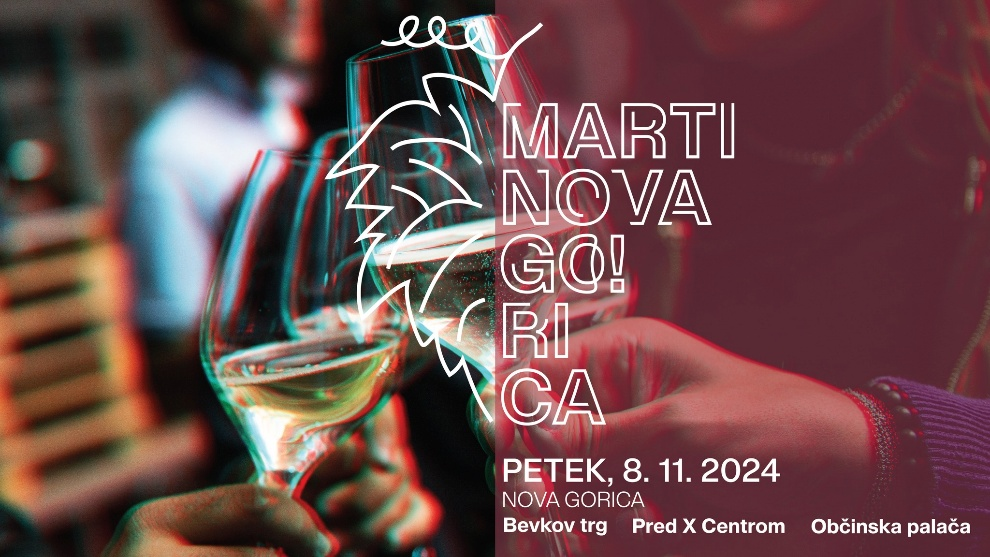 MARTI
NOVA
GO!
RI
CA
PETEK, 8. 11. 2024
NOVA GORICA
Bevkov trg Pred X Centrom Občinska palača